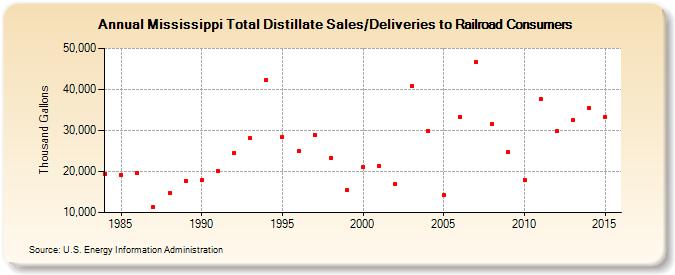 Annual Mississippi Total Distillate Sales/Deliveries to Railroad Consumers
Thousand Gallons
50,000
40,000
30,000
20,000
10,000
1985 1990 1995 2000 2005 2010 2015
Source: U.S. Energy Information Administration